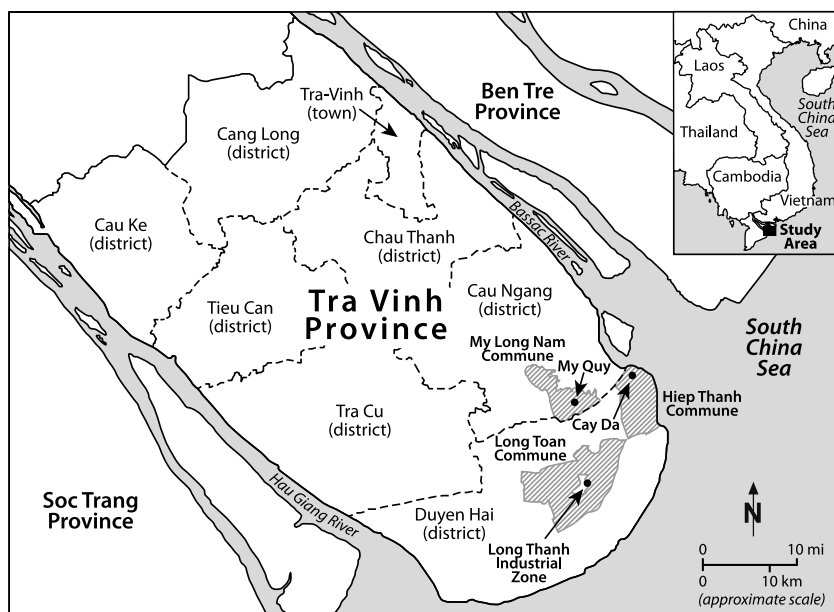 Ben Tre
Province
Tra-Vinh
(town)
Cang Long
(district)
Cau Ke
(district)
Chau Thanh
(district)
Bassac River
Tieu Can
(district)
Tra Vinh
Province
Cau Ngang
(district)
My Long Nam
Commune
My Quy
Cay Da
Hiep Thanh
Commune
Tra Cu
(district)
Long Toan
Commune
Soc Trang
Province
Hau Giang River
Duyen Hai
(district)
Long Thanh
Industrial
Zone
South
China
Sea
China
Laos
South
China
Sea
Thailand
Cambodia
Vietnam
Study
Area
N
0 10 mi
0 10 km
(approximate scale)